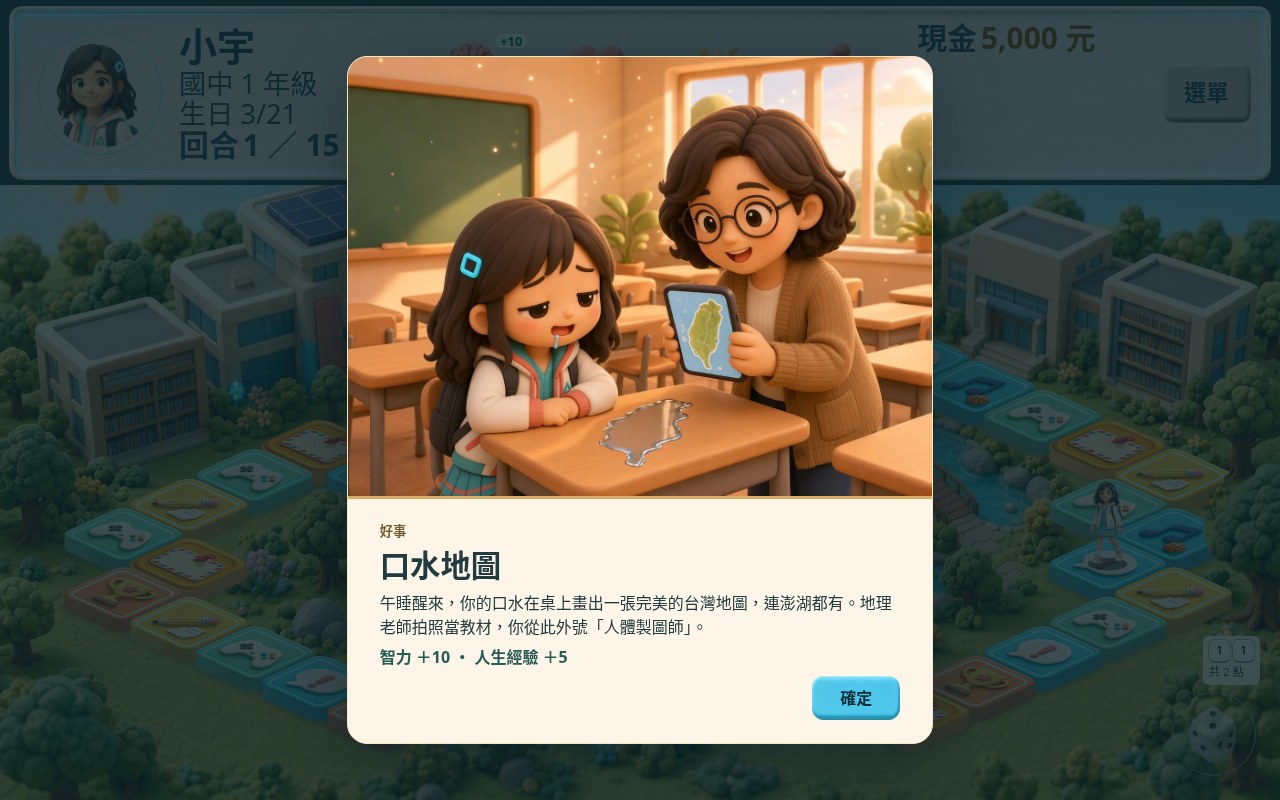 小宇
國中 1 年級
生日 3/21
回合 1 ／ 15
+10
現金 5,000 元
選單
好事
口水地圖
午睡醒來，你的口水在桌上畫出一張完美的台灣地圖，連澎湖都有。地理
老師拍照當教材，你從此外號「人體製圖師」。
智力 ＋10 ・ 人生經驗 ＋5
確定
1 1
共 2 點